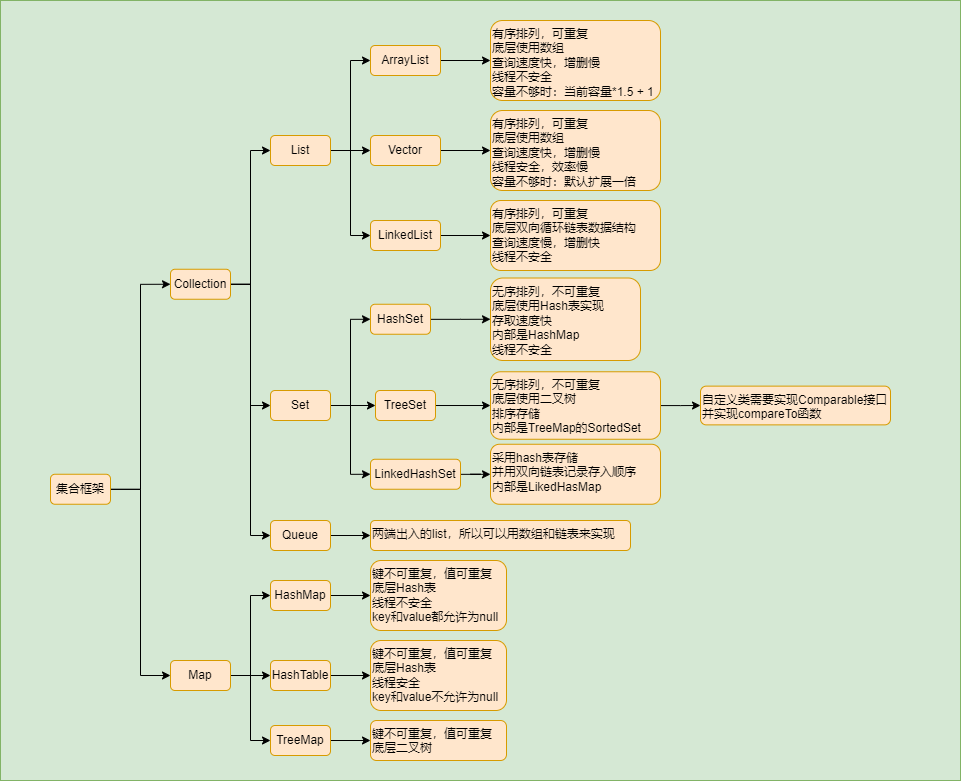 集合框架
Collection
List
ArrayList
有序排列，可重复
底层使用数组
查询速度快，增删慢
线程不安全
容量不够时：当前容量*1.5 + 1
Vector
有序排列，可重复
底层使用数组
查询速度快，增删慢
线程安全，效率慢
容量不够时：默认扩展一倍
LinkedList
有序排列，可重复
底层双向循环链表数据结构
查询速度慢，增删快
线程不安全
Set
HashSet
无序排列，不可重复
底层使用Hash表实现
存取速度快
内部是HashMap
线程不安全
TreeSet
无序排列，不可重复
底层使用二叉树
排序存储
内部是TreeMap的SortedSet
自定义类需要实现Comparable接口
并实现compareTo函数
LinkedHashSet
采用hash表存储
并用双向链表记录存入顺序
内部是LikedHasMap
Queue
两端出入的list，所以可以用数组和链表来实现
Map
HashMap
键不可重复，值可重复
底层Hash表
线程不安全
key和value都允许为null
HashTable
键不可重复，值可重复
底层Hash表
线程安全
key和value不允许为null
TreeMap
键不可重复，值可重复
底层二叉树